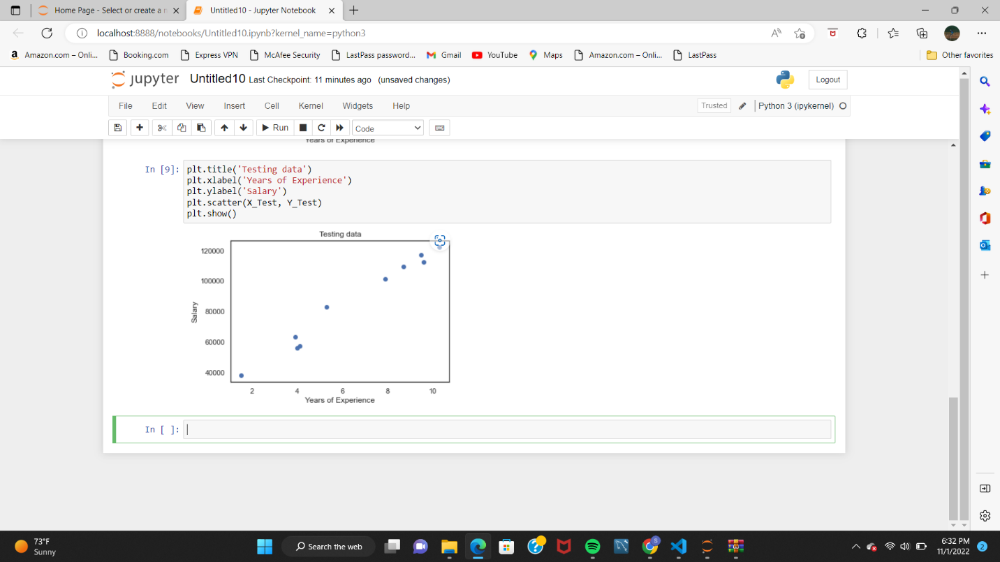 Home Page - Select or create a n
Untitled10 - Jupyter Notebook
localhost:8888/notebooks/Untitled10.ipynb?kernel_name=python3
Amazon.com – Onli...
Booking.com
Express VPN
McAfee Security
LastPass password...
Gmail
YouTube
Maps
Amazon.com – Onli...
LastPass
Other favorites
jupyter Untitled10 Last Checkpoint: 11 minutes ago (unsaved changes)
Logout
File Edit View Insert Cell Kernel Widgets Help
Trusted
Python 3 (ipykernel)
Run
Code
Years of Experience
In [9]: plt.title('Testing data')
plt.xlabel('Years of Experience')
plt.ylabel('Salary')
plt.scatter(X_Test, Y_Test)
plt.show()
Testing data
120000
100000
80000
60000
40000
Salary
2 4 6 8 10
Years of Experience
In [ ]:
73°F
Sunny
Search the web
6:32 PM
11/1/2022
2